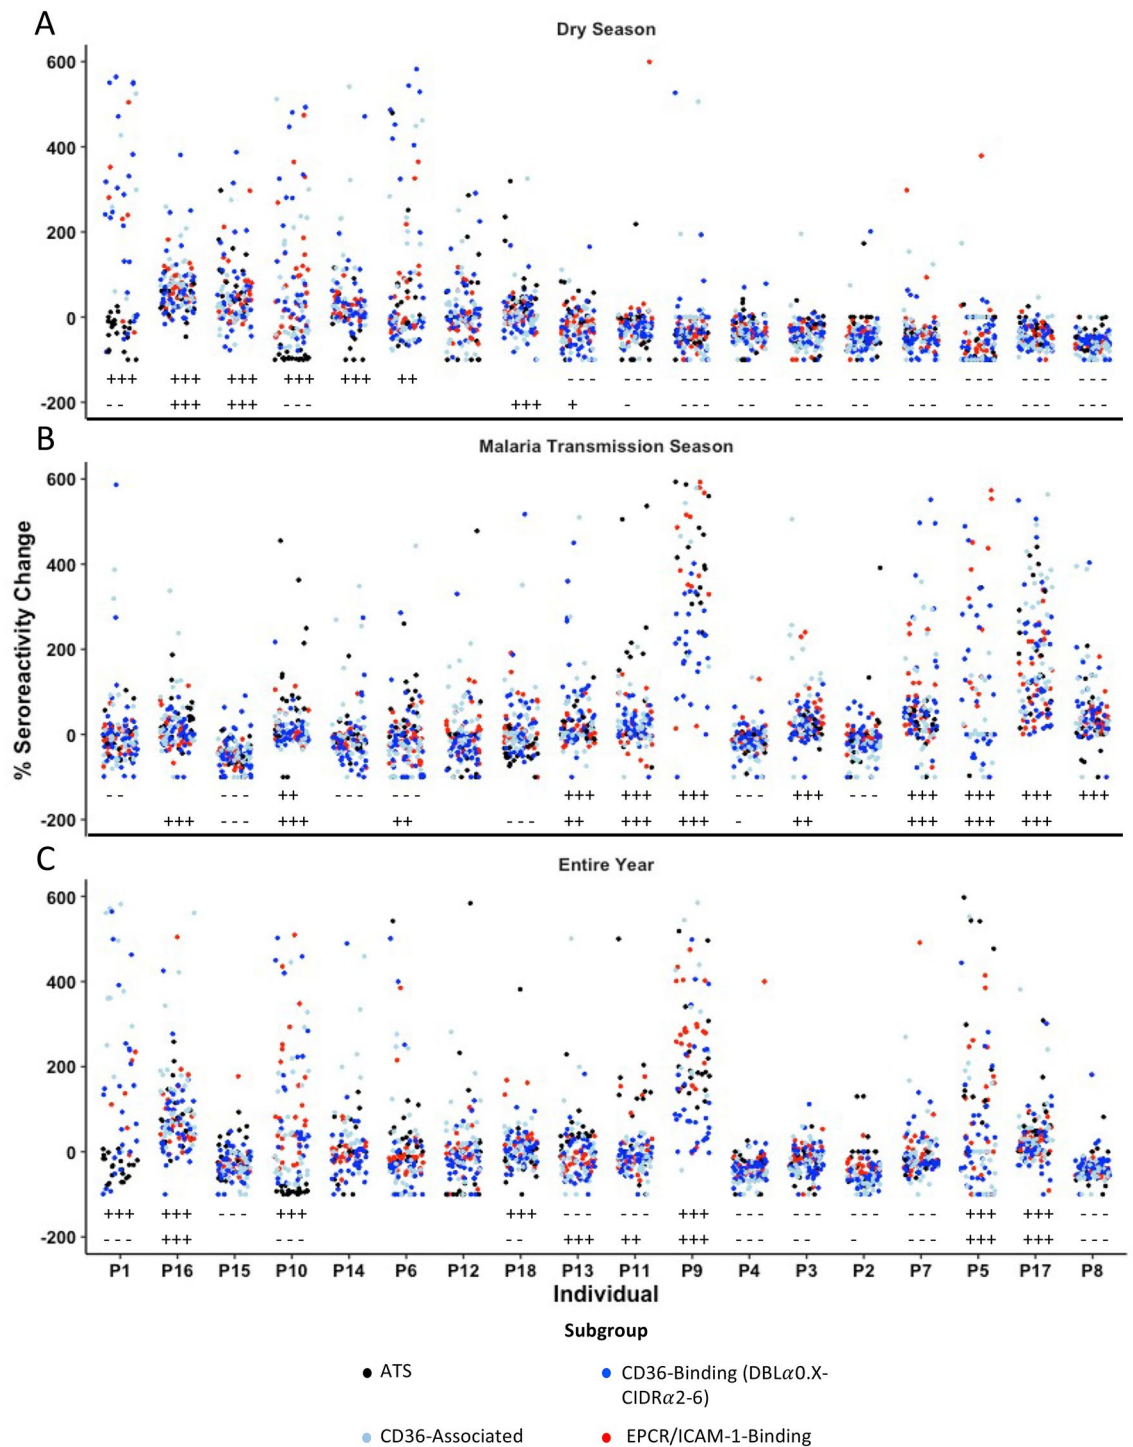 A
Dry Season
600
400
200
0
-200
+++ +++ +++ +++ +++ ++ - - - - - - - - - - - - - - - - - - - - - - - - - - - - - -
- - +++ +++ - - - +++ + - - - - - - - - - - - - - - - - - - - - - -
B
Malaria Transmission Season
600
400
200
0
-200
- - - - - ++ - - - - - - +++ +++ +++ - - - +++ - - - +++ +++ +++ +++
+++ - - - +++ ++ - - - ++ +++ +++ - ++ +++ +++ +++
% Seroreactivity Change
C
Entire Year
600
400
200
0
-200
+++ +++ - - - +++ +++ - - - - - - +++ - - - - - - - - - - - - +++ +++ - - -
- - - +++ - - - - - +++ ++ +++ - - - - - - - - - +++ +++ - - -
P1 P16 P15 P10 P14 P6 P12 P18 P13 P11 P9 P4 P3 P2 P7 P5 P17 P8
Individual
Subgroup
ATS
CD36-Binding (DBLα0.X-
CIDRα2-6)
CD36-Associated
EPCR/ICAM-1-Binding